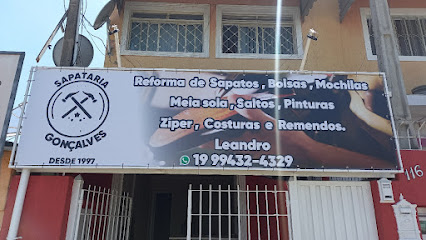 SAPATARIA
GONÇALVES
DESDE 1997
Reforma de Sapatos, Bolsas, Mochilas
Meia sola, Saltos, Pinturas
Zíper, Costuras e Remendos.
Leandro
19 99432-4329
116